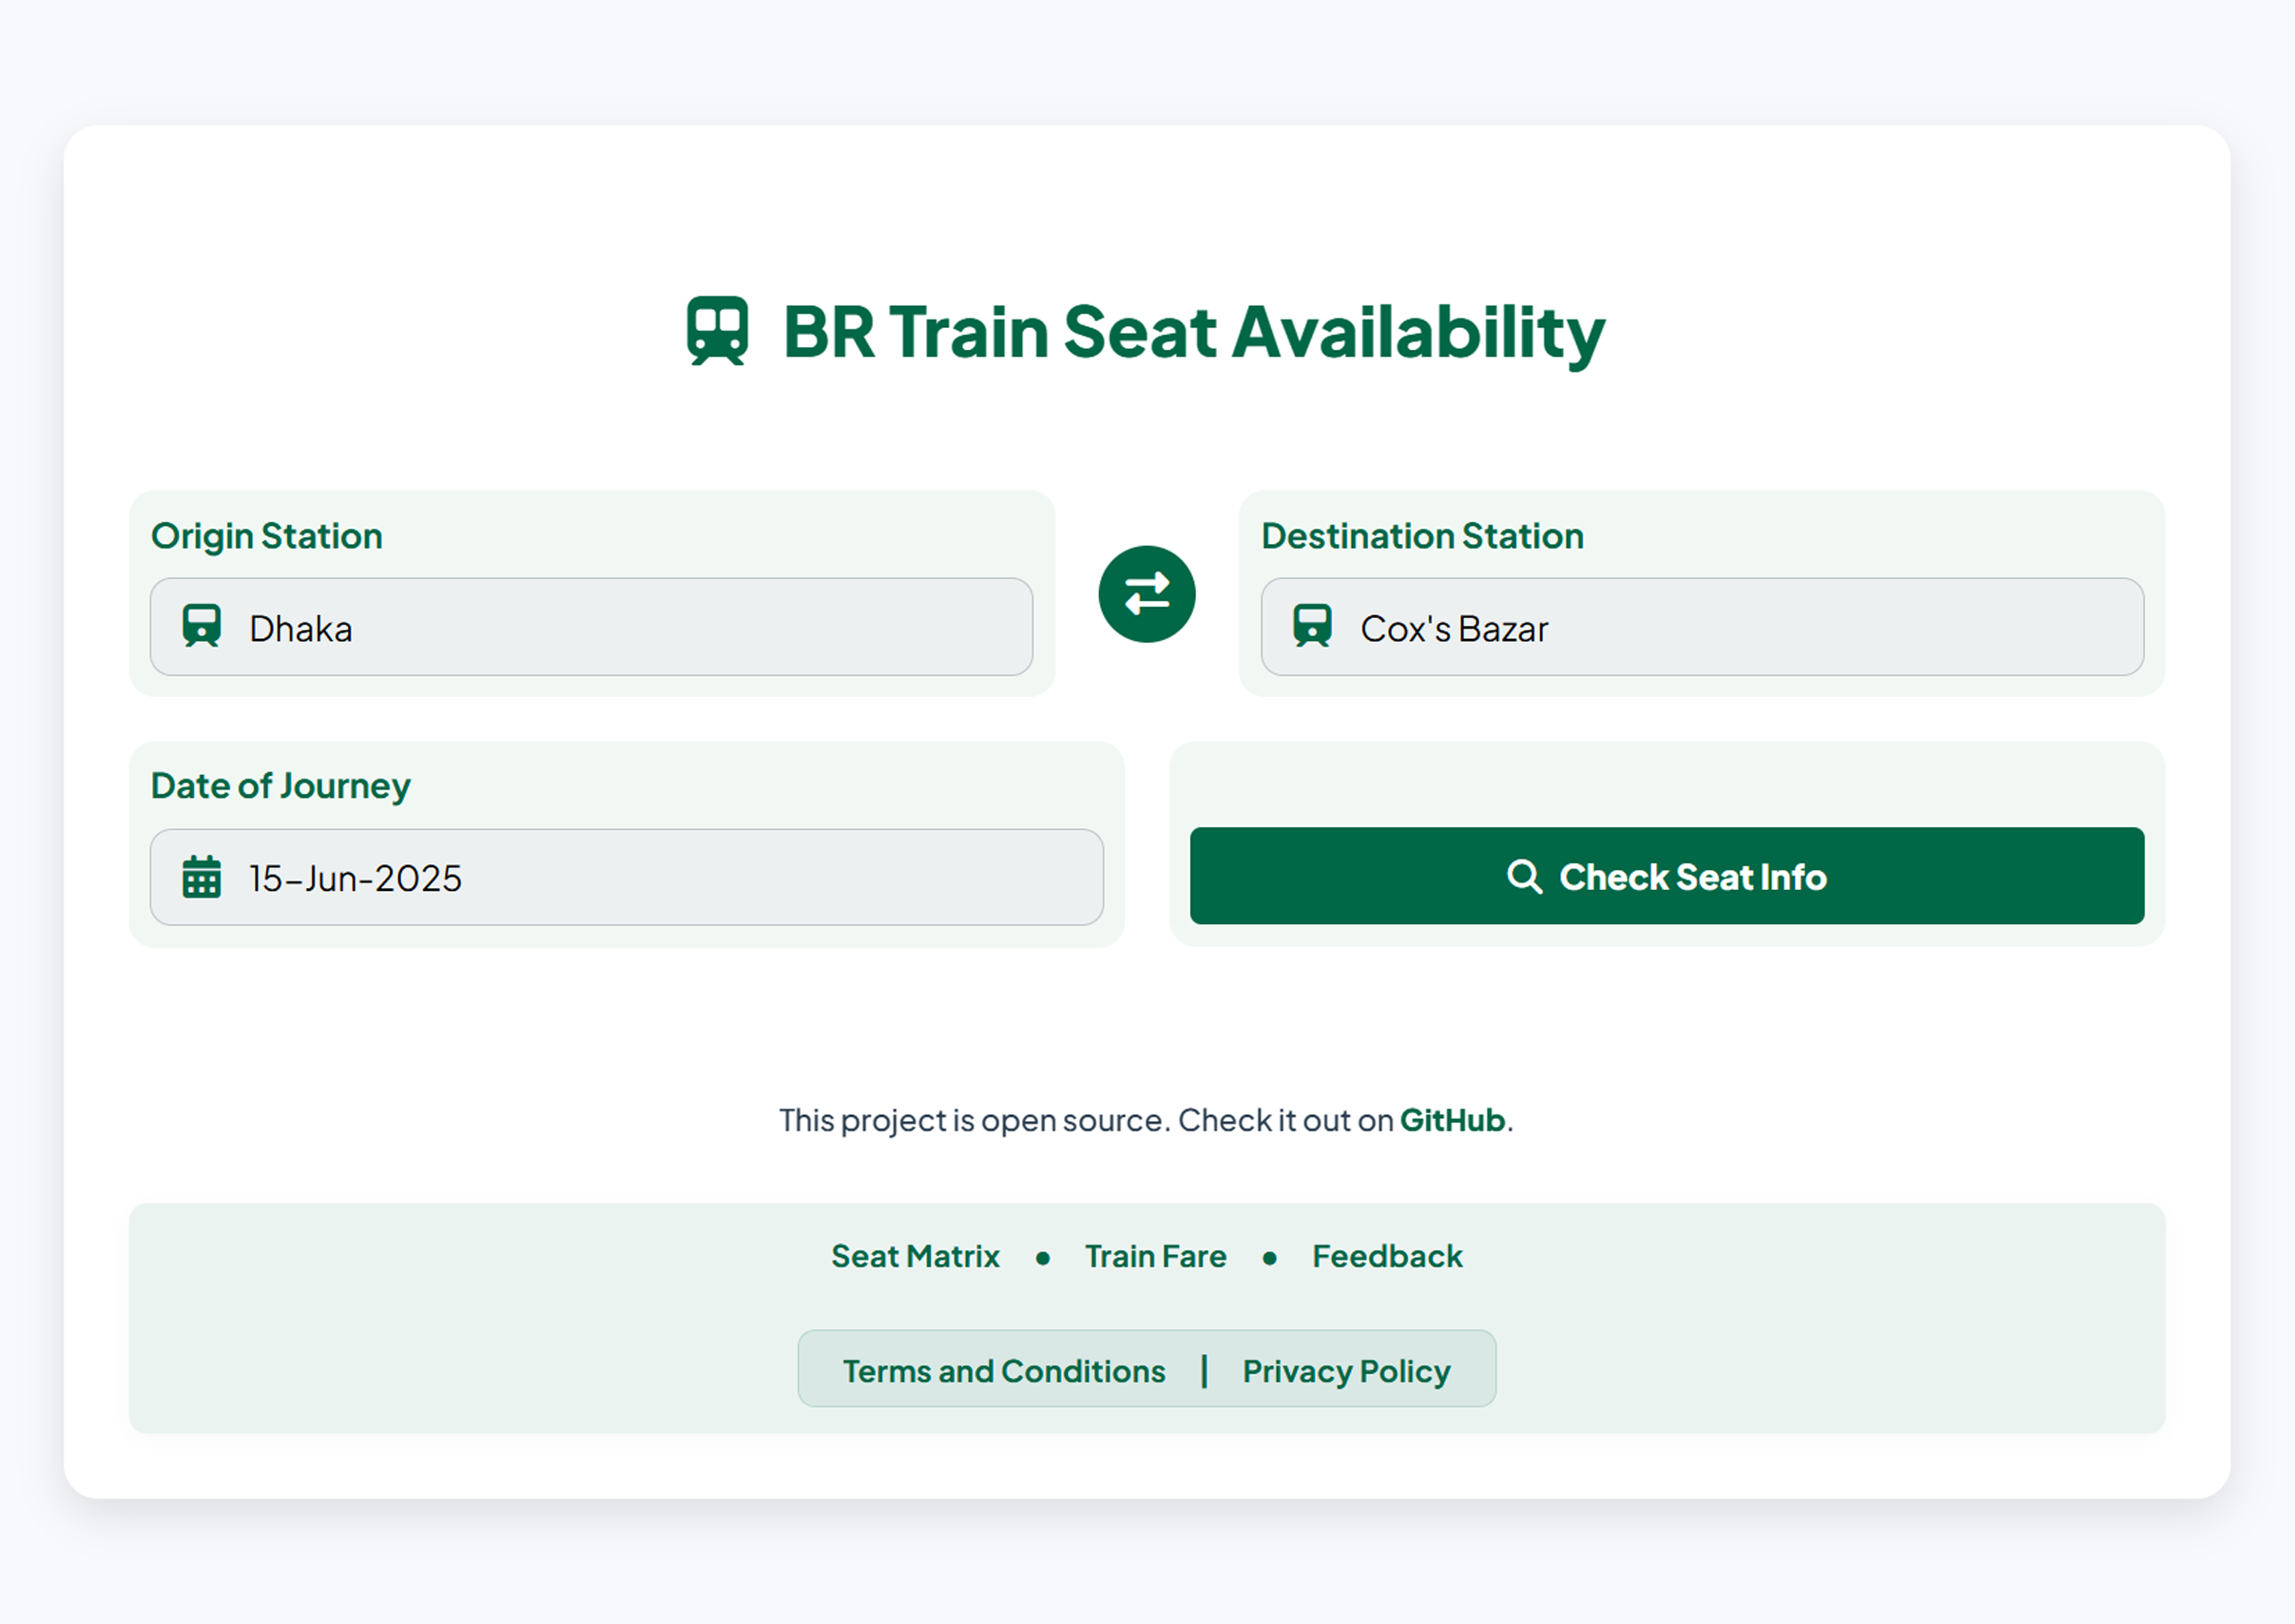 BR Train Seat Availability
Origin Station
Dhaka
Destination Station
Cox's Bazar
Date of Journey
15-Jun-2025
Check Seat Info
This project is open source. Check it out on GitHub.
Seat Matrix ● Train Fare ● Feedback
Terms and Conditions | Privacy Policy